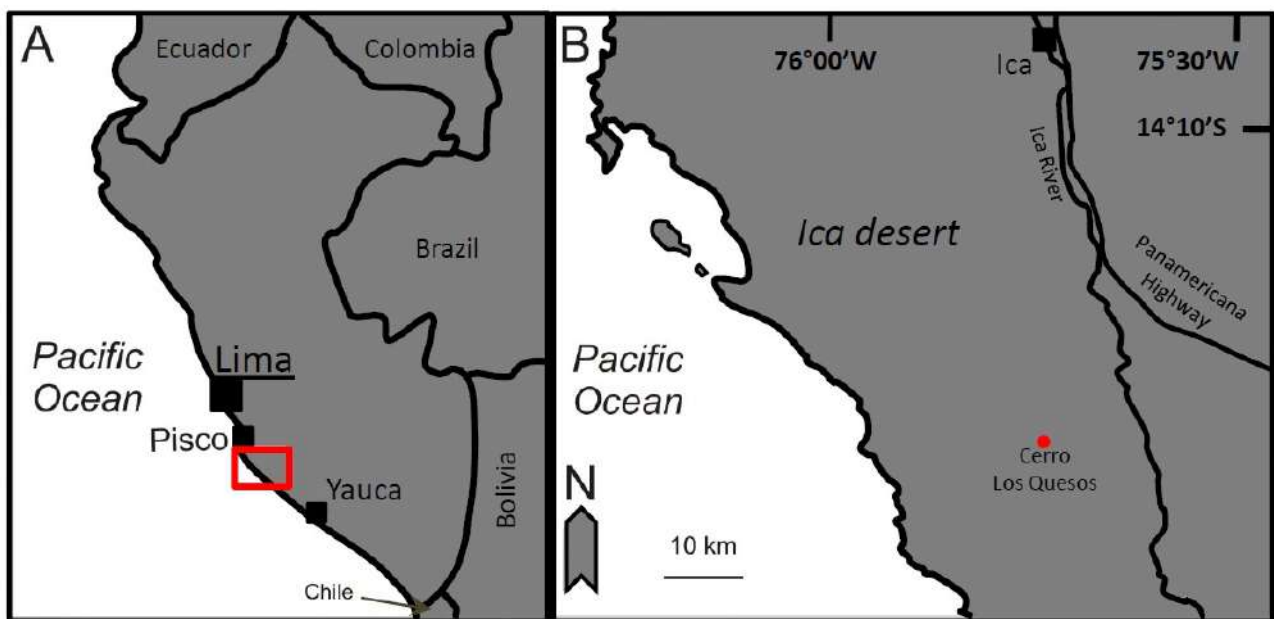 A
Ecuador
Colombia
Brazil
Pacific
Ocean
Lima
Pisco
Yauca
Bolivia
Chile
B
76°00'W
Ica
75°30'W
14°10'S
Ica River
Ica desert
Panamericana
Highway
Pacific
Ocean
Cerro
Los Quesos
N
10 km